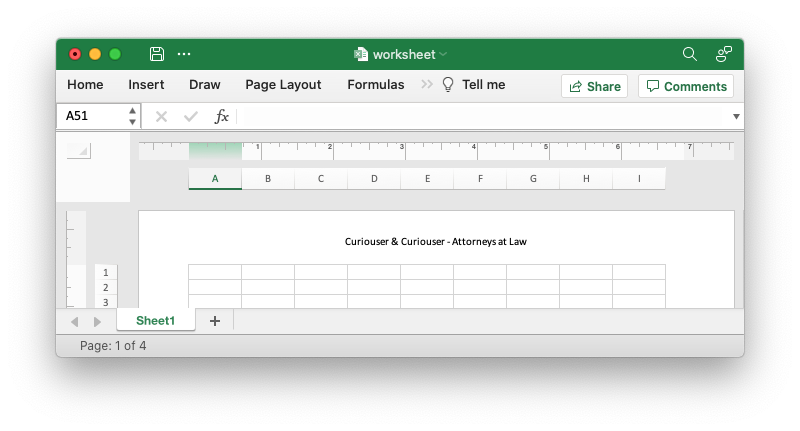 worksheet
Home Insert Draw Page Layout Formulas Tell me Share Comments
A51 fx
1 2 3 4 5 6 7
A B C D E F G H I
Curiouser & Curiouser - Attorneys at Law
1
2
3
Sheet1 +
Page: 1 of 4